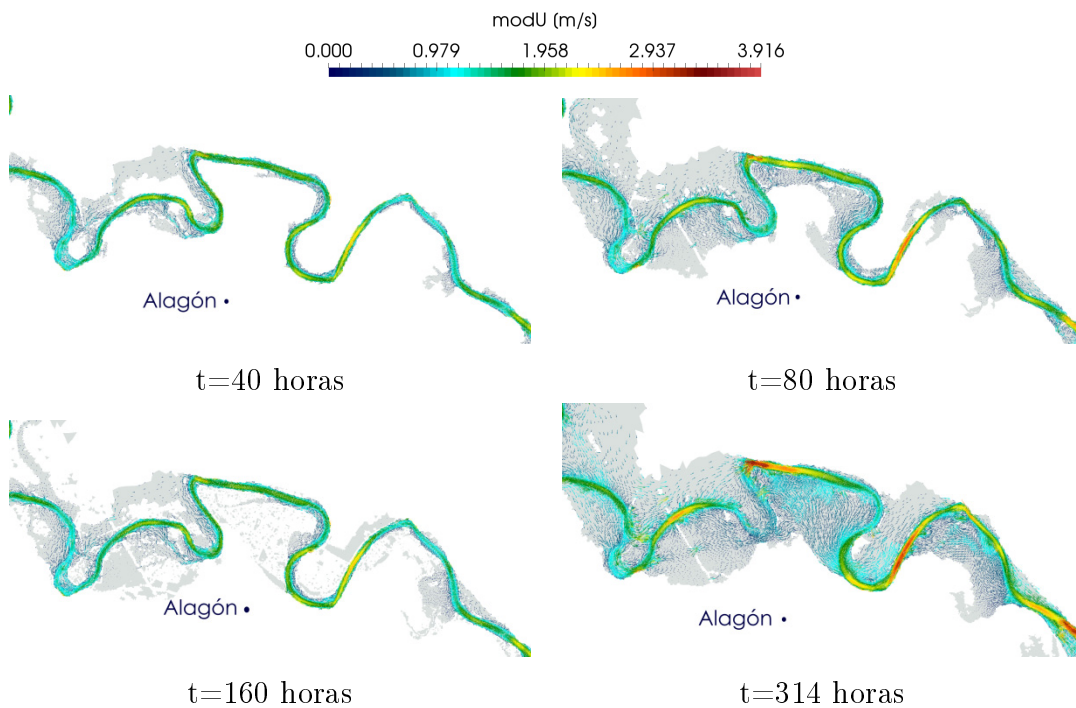 modU (m/s)
0.000 0.979 1.958 2.937 3.916
Alagón
Alagón
t=40 horas
t=80 horas
Alagón
Alagón
t=160 horas
t=314 horas